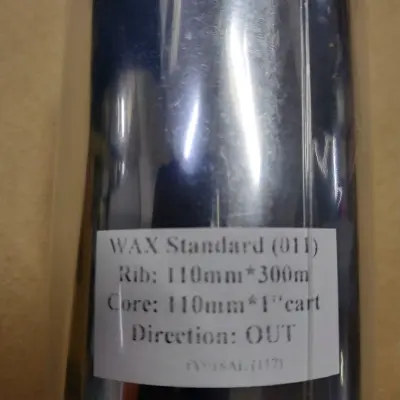 WAX Standard (011)
Rib: 110mm*300m
Core: 110mm*1"cart
Direction: OUT